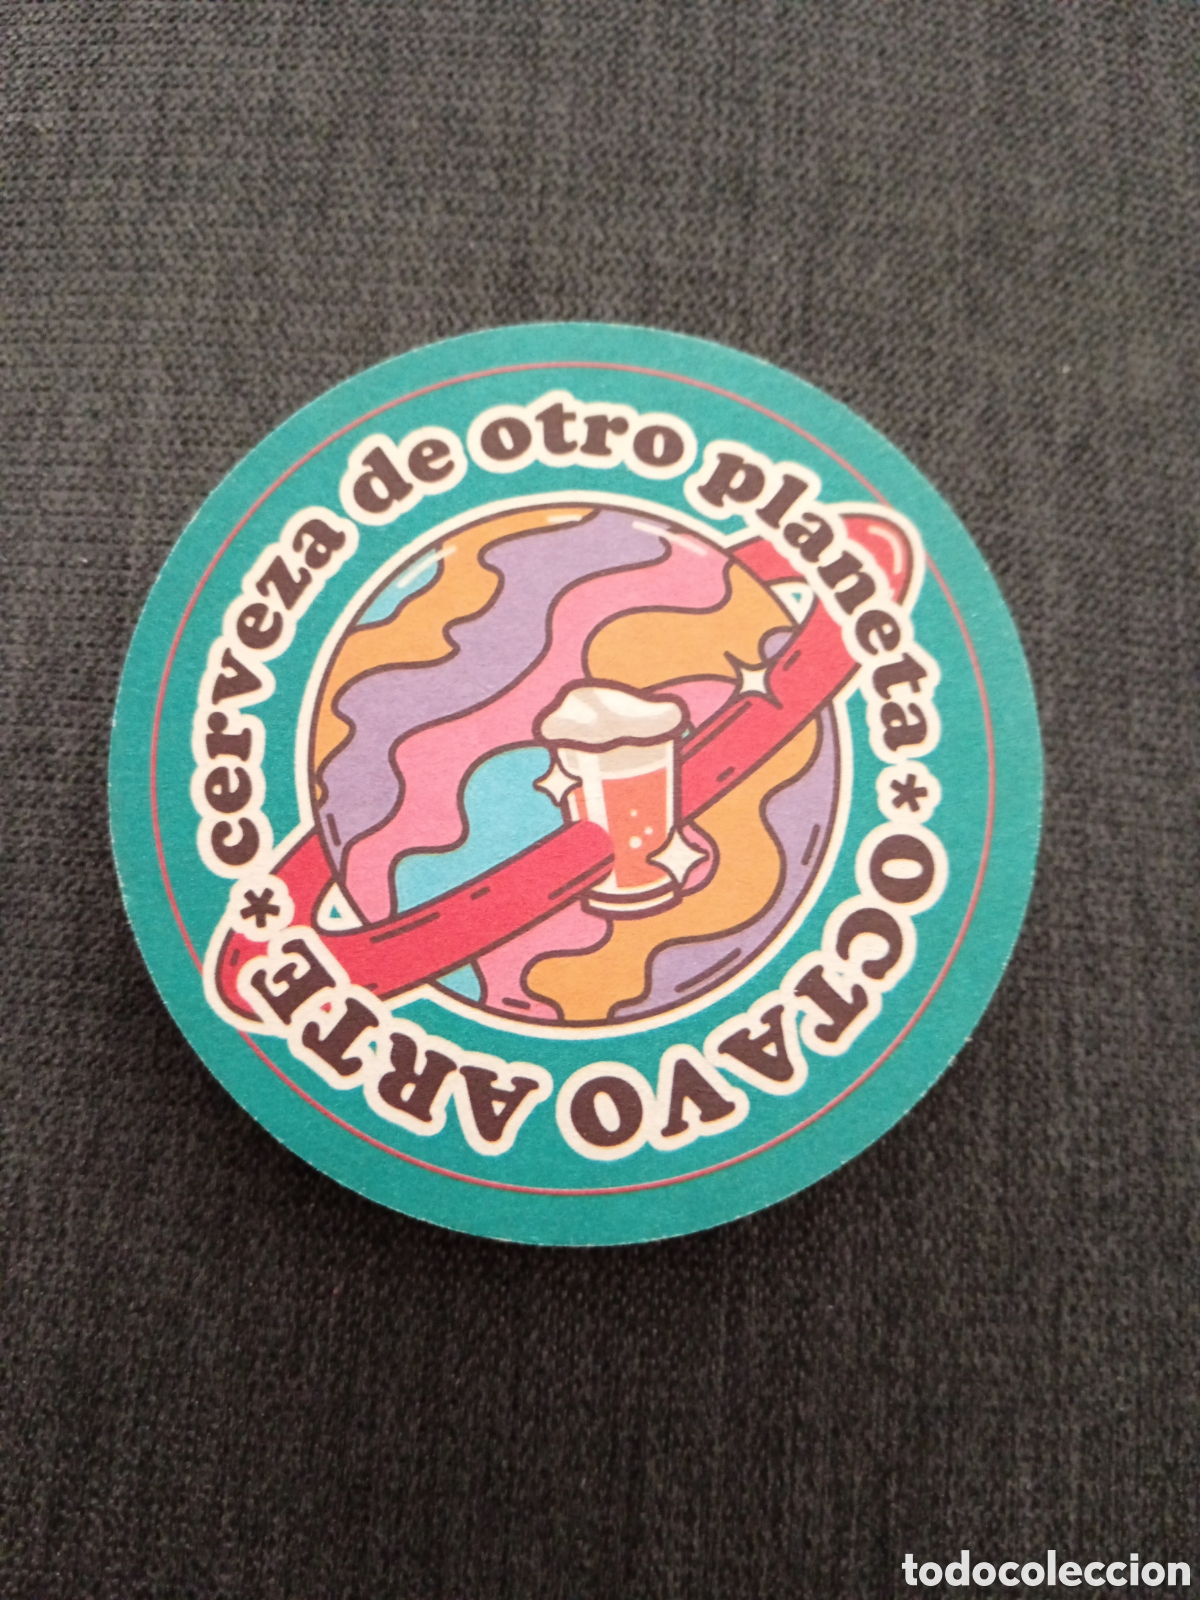 cerveza de otro planeta
* OCTAVO ARTE *
todocoleccion